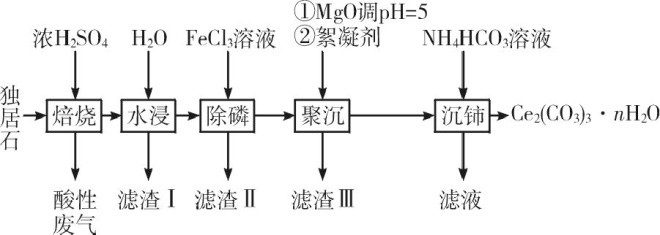 ①MgO调pH=5
浓H₂SO₄ H₂O FeCl₃溶液 ②絮凝剂 NH₄HCO₃溶液
独居石 焙烧 水浸 除磷 聚沉 沉铈 Ce₂(CO₃)₃·nH₂O
酸性 滤渣Ⅰ 滤渣Ⅱ 滤渣Ⅲ 滤液
废气